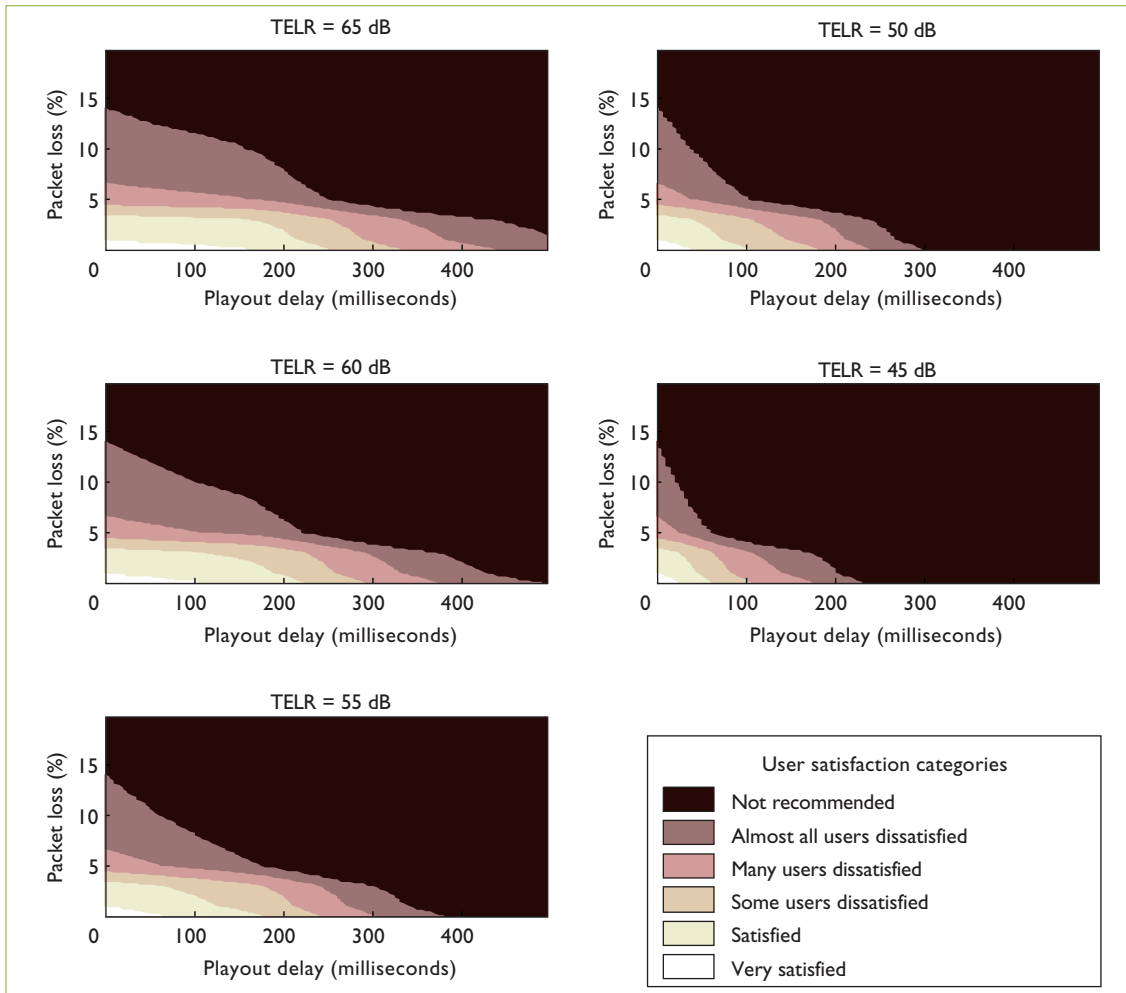 TELR = 65 dB
Packet loss (%)
15
10
5
0 100 200 300 400
Playout delay (milliseconds)
TELR = 50 dB
Packet loss (%)
15
10
5
0 100 200 300 400
Playout delay (milliseconds)
TELR = 60 dB
Packet loss (%)
15
10
5
0 100 200 300 400
Playout delay (milliseconds)
TELR = 45 dB
Packet loss (%)
15
10
5
0 100 200 300 400
Playout delay (milliseconds)
TELR = 55 dB
Packet loss (%)
15
10
5
0 100 200 300 400
Playout delay (milliseconds)
User satisfaction categories
Not recommended
Almost all users dissatisfied
Many users dissatisfied
Some users dissatisfied
Satisfied
Very satisfied